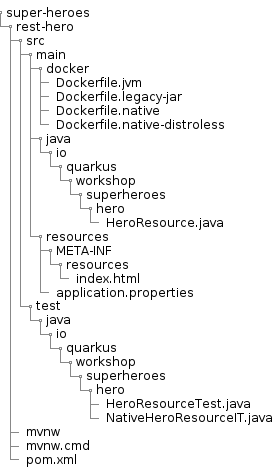 super-heroes
rest-hero
src
main
docker
Dockerfile.jvm
Dockerfile.legacy-jar
Dockerfile.native
Dockerfile.native-distroless
java
io
quarkus
workshop
superheroes
hero
HeroResource.java
resources
META-INF
resources
index.html
application.properties
test
java
io
quarkus
workshop
superheroes
hero
HeroResourceTest.java
NativeHeroResourceIT.java
mvnw
mvnw.cmd
pom.xml